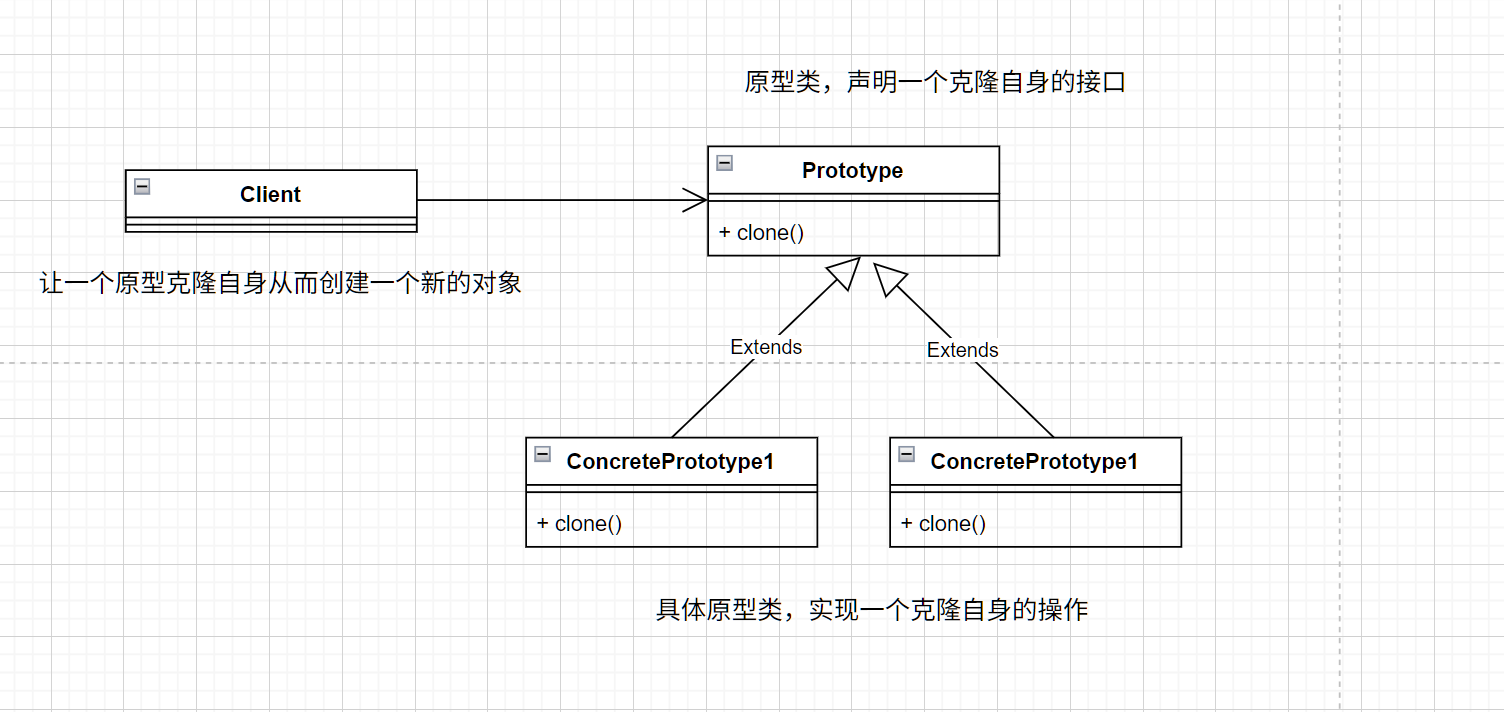 原型类，声明一个克隆自身的接口
Prototype
Client
+ clone()
让一个原型克隆自身从而创建一个新的对象
Extends
Extends
ConcretePrototype1
ConcretePrototype1
+ clone()
+ clone()
具体原型类，实现一个克隆自身的操作